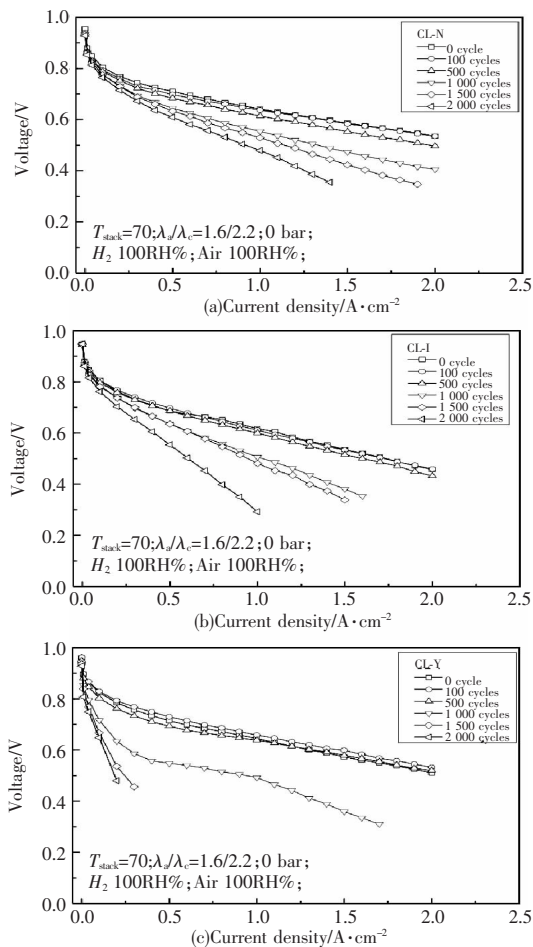 1.0
0.8
0.6
0.4
0.2
0.0
Voltage/V
CL-N
0 cycle
100 cycles
500 cycles
1 000 cycles
1 500 cycles
2 000 cycles
Tstack=70;λa/λc=1.6/2.2;0 bar;
H2 100RH%;Air 100RH%;
0.5 1.0 1.5 2.0 2.5
(a)Current density/A·cm−2
1.0
0.8
0.6
0.4
0.2
0.0
Voltage/V
CL-I
0 cycle
100 cycles
500 cycles
1 000 cycles
1 500 cycles
2 000 cycles
Tstack=70;λa/λc=1.6/2.2;0 bar;
H2 100RH%;Air 100RH%;
0.5 1.0 1.5 2.0 2.5
(b)Current density/A·cm−2
1.0
0.8
0.6
0.4
0.2
0.0
Voltage/V
CL-Y
0 cycle
100 cycles
500 cycles
1 000 cycles
1 500 cycles
2 000 cycles
Tstack=70;λa/λc=1.6/2.2;0 bar;
H2 100RH%;Air 100RH%;
0.5 1.0 1.5 2.0 2.5
(c)Current density/A·cm−2